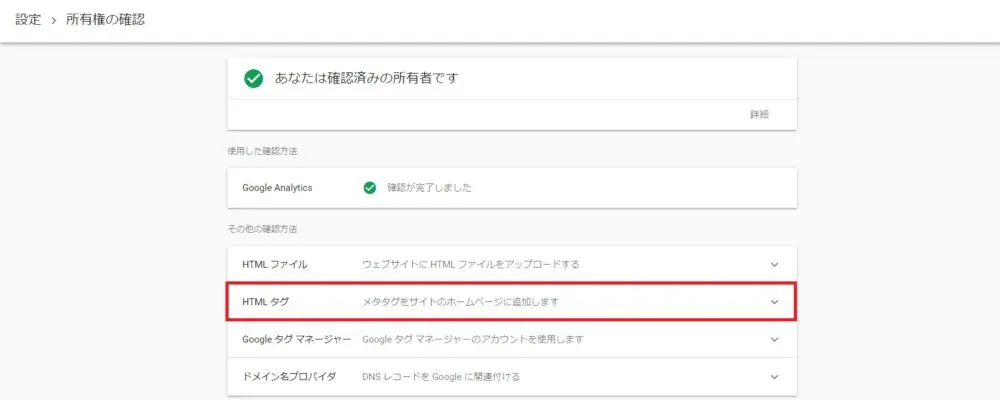 設定 › 所有権の確認
あなたは確認済みの所有者です
詳細
使用した確認方法
Google Analytics 確認が完了しました
その他の確認方法
HTML ファイル ウェブサイトに HTML ファイルをアップロードする
HTML タグ メタタグをサイトのホームページに追加します
Google タグ マネージャー Google タグ マネージャーのアカウントを使用します
ドメイン名プロバイダ DNS レコードを Google に関連付ける